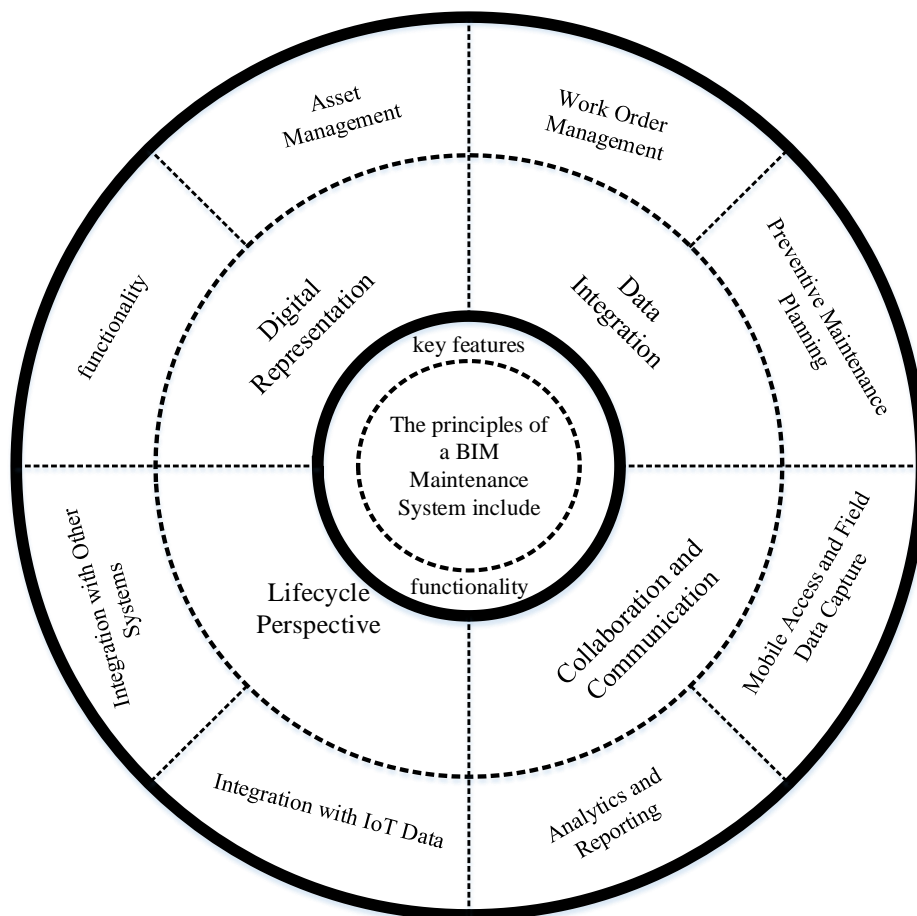 Asset
Management
Work Order
Management
functionality
Digital
Representation
Data
Integration
Preventive Maintenance
Planning
key features
The principles of
a BIM
Maintenance
System include
functionality
Integration with Other
Systems
Lifecycle
Perspective
Collaboration and
Communication
Mobile Access and Field
Data Capture
Integration with IoT Data
Analytics and
Reporting